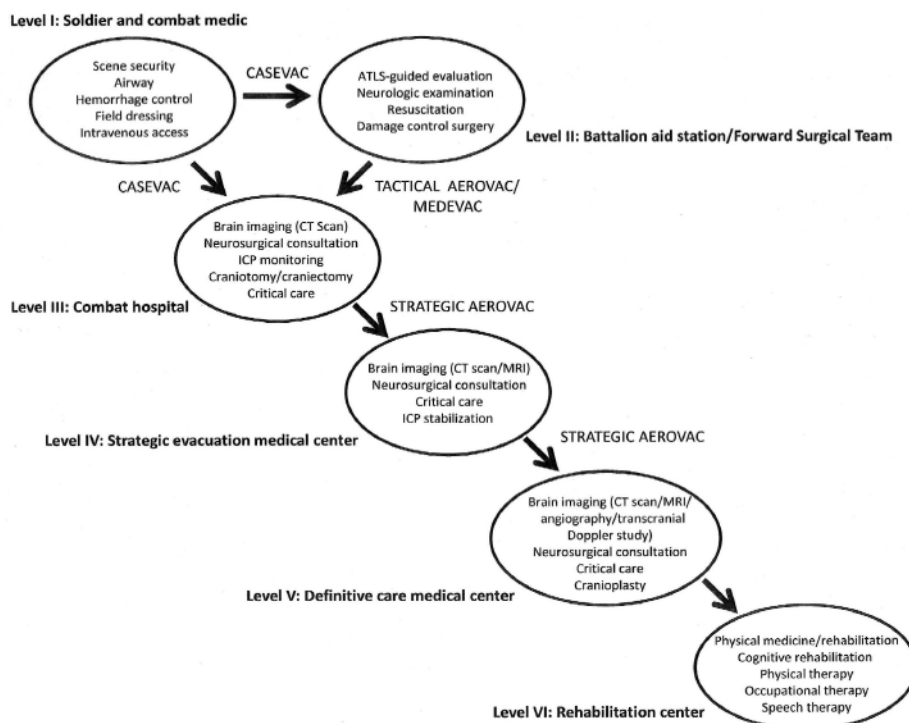 Level I: Soldier and combat medic
Scene security
Airway
Hemorrhage control
Field dressing
Intravenous access
CASEVAC
ATLS-guided evaluation
Neurologic examination
Resuscitation
Damage control surgery
Level II: Battalion aid station/Forward Surgical Team
CASEVAC
TACTICAL AEROVAC/
MEDEVAC
Brain imaging (CT Scan)
Neurosurgical consultation
ICP monitoring
Craniotomy/craniectomy
Critical care
Level III: Combat hospital
STRATEGIC AEROVAC
Brain imaging (CT scan/MRI)
Neurosurgical consultation
Critical care
ICP stabilization
Level IV: Strategic evacuation medical center
STRATEGIC AEROVAC
Brain imaging (CT scan/MRI/
angiography/transcranial
Doppler study)
Neurosurgical consultation
Critical care
Cranioplasty
Level V: Definitive care medical center
Physical medicine/rehabilitation
Cognitive rehabilitation
Physical therapy
Occupational therapy
Speech therapy
Level VI: Rehabilitation center